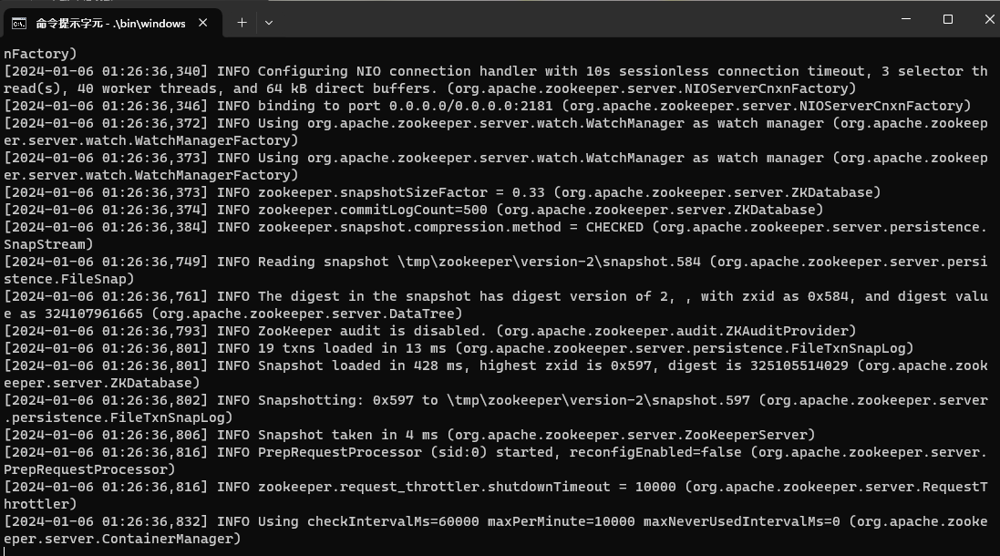 命令提示字元 - .\bin\windows
nFactory)
[2024-01-06 01:26:36,340] INFO Configuring NIO connection handler with 10s sessionless connection timeout, 3 selector th
read(s), 40 worker threads, and 64 kB direct buffers. (org.apache.zookeeper.server.NIOServerCnxnFactory)
[2024-01-06 01:26:36,346] INFO binding to port 0.0.0.0/0.0.0.0:2181 (org.apache.zookeeper.server.NIOServerCnxnFactory)
[2024-01-06 01:26:36,372] INFO Using org.apache.zookeeper.server.watch.WatchManager as watch manager (org.apache.zookeep
er.server.watch.WatchManagerFactory)
[2024-01-06 01:26:36,373] INFO Using org.apache.zookeeper.server.watch.WatchManager as watch manager (org.apache.zookeep
er.server.watch.WatchManagerFactory)
[2024-01-06 01:26:36,373] INFO zookeeper.snapshotSizeFactor = 0.33 (org.apache.zookeeper.server.ZKDatabase)
[2024-01-06 01:26:36,374] INFO zookeeper.commitLogCount=500 (org.apache.zookeeper.server.ZKDatabase)
[2024-01-06 01:26:36,384] INFO zookeeper.snapshot.compression.method = CHECKED (org.apache.zookeeper.server.persistence.
SnapStream)
[2024-01-06 01:26:36,749] INFO Reading snapshot \tmp\zookeeper\version-2\snapshot.584 (org.apache.zookeeper.server.persi
stence.FileSnap)
[2024-01-06 01:26:36,761] INFO The digest in the snapshot has digest version of 2, , with zxid as 0x584, and digest valu
e as 324107961665 (org.apache.zookeeper.server.DataTree)
[2024-01-06 01:26:36,793] INFO ZooKeeper audit is disabled. (org.apache.zookeeper.audit.ZKAuditProvider)
[2024-01-06 01:26:36,801] INFO 19 txns loaded in 13 ms (org.apache.zookeeper.server.persistence.FileTxnSnapLog)
[2024-01-06 01:26:36,801] INFO Snapshot loaded in 428 ms, highest zxid is 0x597, digest is 325105514029 (org.apache.zook
eeper.server.ZKDatabase)
[2024-01-06 01:26:36,802] INFO Snapshotting: 0x597 to \tmp\zookeeper\version-2\snapshot.597 (org.apache.zookeeper.server
.persistence.FileTxnSnapLog)
[2024-01-06 01:26:36,806] INFO Snapshot taken in 4 ms (org.apache.zookeeper.server.ZooKeeperServer)
[2024-01-06 01:26:36,816] INFO PrepRequestProcessor (sid:0) started, reconfigEnabled=false (org.apache.zookeeper.server.
PrepRequestProcessor)
[2024-01-06 01:26:36,816] INFO zookeeper.request_throttler.shutdownTimeout = 10000 (org.apache.zookeeper.server.RequestT
hrottler)
[2024-01-06 01:26:36,832] INFO Using checkIntervalMs=60000 maxPerMinute=10000 maxNeverUsedIntervalMs=0 (org.apache.zooke
eper.server.ContainerManager)